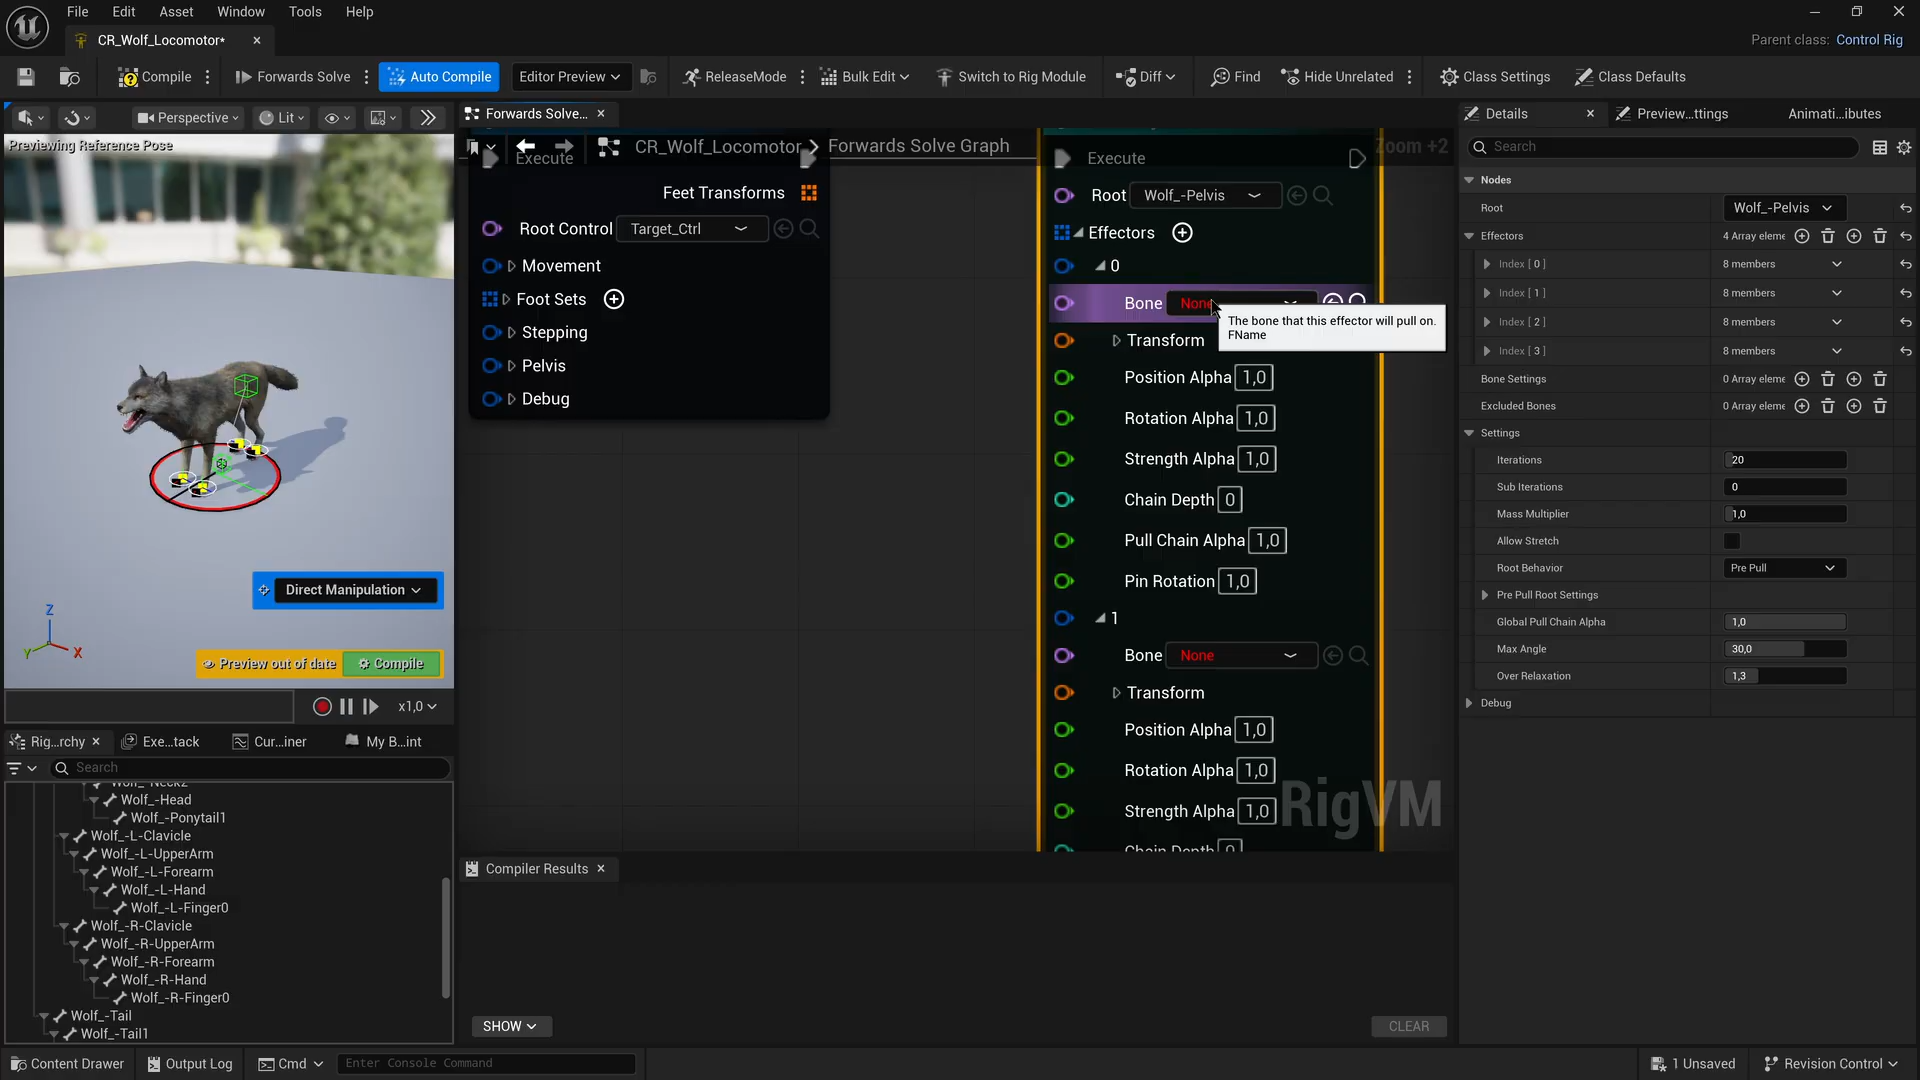 File Edit Asset Window Tools Help
CR_Wolf_Locomotor*
Parent class: Control Rig
Compile Forwards Solve Auto Compile Editor Preview ReleaseMode Bulk Edit Switch to Rig Module Diff Find Hide Unrelated Class Settings Class Defaults
Perspective Lit
Previewing Reference Pose
Z
X
Y
Direct Manipulation
Preview out of date Compile
x1,0
Rig...rchy Exe...tack Cur...iner My B...int
Search
Wolf_-Neck2
Wolf_-Head
Wolf_-Ponytail1
Wolf_-L-Clavicle
Wolf_-L-UpperArm
Wolf_-L-Forearm
Wolf_-L-Hand
Wolf_-L-Finger0
Wolf_-R-Clavicle
Wolf_-R-UpperArm
Wolf_-R-Forearm
Wolf_-R-Hand
Wolf_-R-Finger0
Wolf_-Tail
Wolf_-Tail1
Forwards Solve...
CR_Wolf_Locomotor > Forwards Solve Graph
Zoom +2
Execute
Feet Transforms
Root Control Target_Ctrl
Movement
Foot Sets
Stepping
Pelvis
Debug
Execute
Root Wolf_-Pelvis
Effectors
0
Bone None
The bone that this effector will pull on.
FName
Transform
Position Alpha 1,0
Rotation Alpha 1,0
Strength Alpha 1,0
Chain Depth 0
Pull Chain Alpha 1,0
Pin Rotation 1,0
1
Bone None
Transform
Position Alpha 1,0
Rotation Alpha 1,0
Strength Alpha 1,0
Chain Depth 0
RigVM
Compiler Results
SHOW
CLEAR
Details Preview...ttings Animati...ibutes
Search
Nodes
Root Wolf_-Pelvis
Effectors 4 Array eleme
Index [ 0 ] 8 members
Index [ 1 ] 8 members
Index [ 2 ] 8 members
Index [ 3 ] 8 members
Bone Settings 0 Array eleme
Excluded Bones 0 Array eleme
Settings
Iterations 20
Sub Iterations 0
Mass Multiplier 1,0
Allow Stretch
Root Behavior Pre Pull
Pre Pull Root Settings
Global Pull Chain Alpha 1,0
Max Angle 30,0
Over Relaxation 1,3
Debug
Content Drawer Output Log Cmd Enter Console Command
1 Unsaved Revision Control